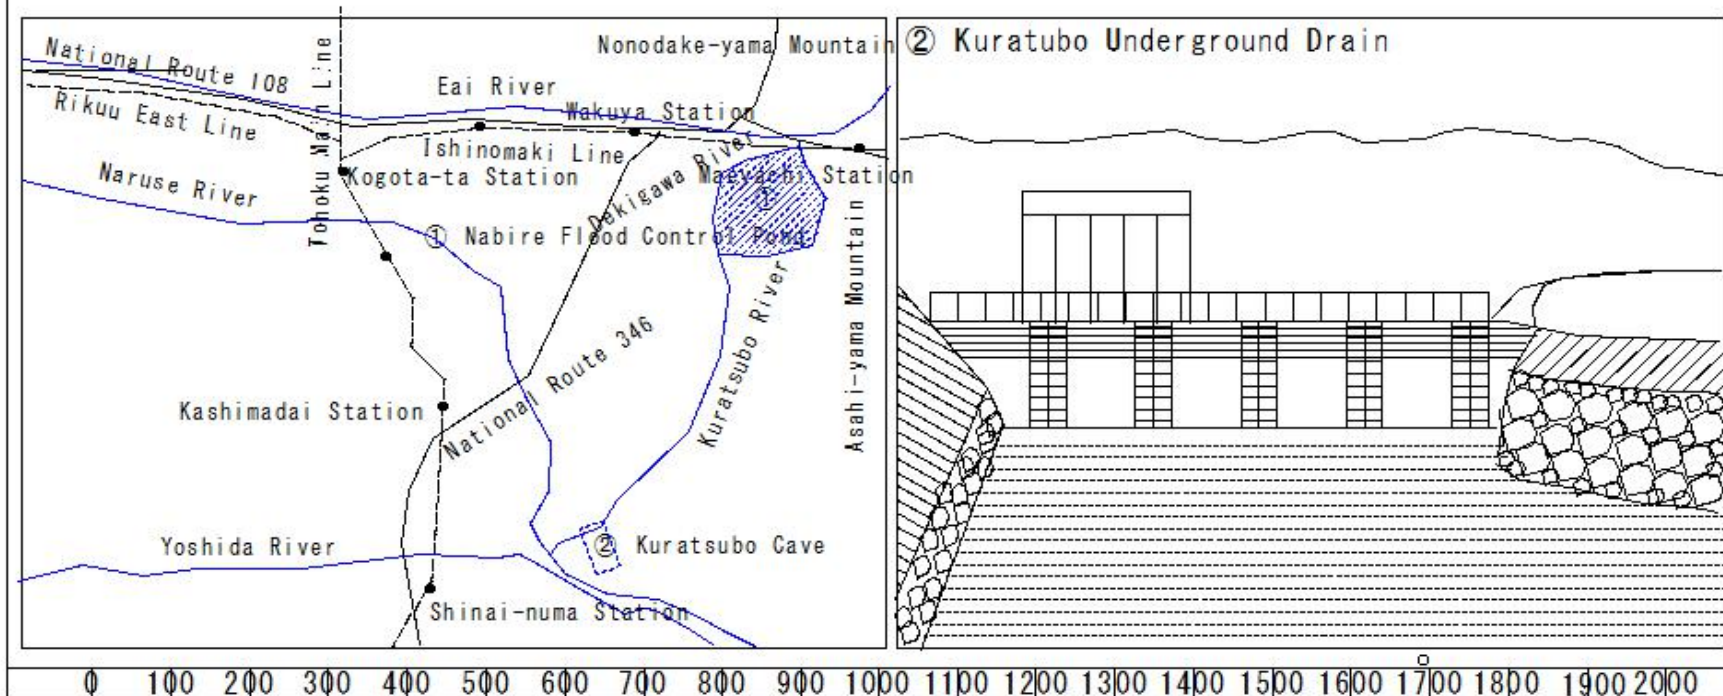 National Route 108
Rikuu East Line
Tohoku Main Line
Eai River
Nonodake-yama Mountain
Wakuya Station
Ishinomaki Line
Kogota-ta Station
Naruse River
Dekigawa River
Maeyachi Station
①
① Nabire Flood Control Pond
Asahi-yama Mountain
Kuratsubo River
National Route 346
Kashimadai Station
Yoshida River
② Kuratsubo Cave
Shinai-numa Station
② Kuratubo Underground Drain
0 100 200 300 400 500 600 700 800 900 1000 1100 1200 1300 1400 1500 1600 1700 1800 1900 2000